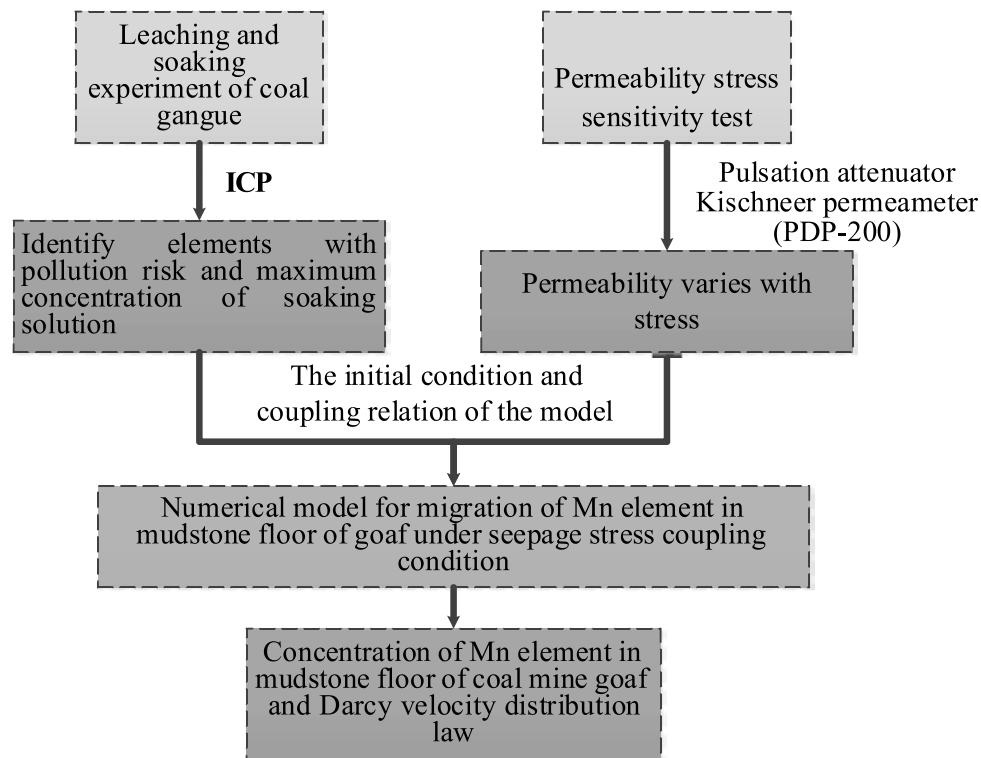 Leaching and
soaking
experiment of coal
gangue
Permeability stress
sensitivity test
ICP
Pulsation attenuator
Kischneer permeameter
(PDP-200)
Identify elements with
pollution risk and maximum
concentration of soaking
solution
Permeability varies with
stress
The initial condition and
coupling relation of the model
Numerical model for migration of Mn element in
mudstone floor of goaf under seepage stress coupling
condition
Concentration of Mn element in
mudstone floor of coal mine goaf
and Darcy velocity distribution
law